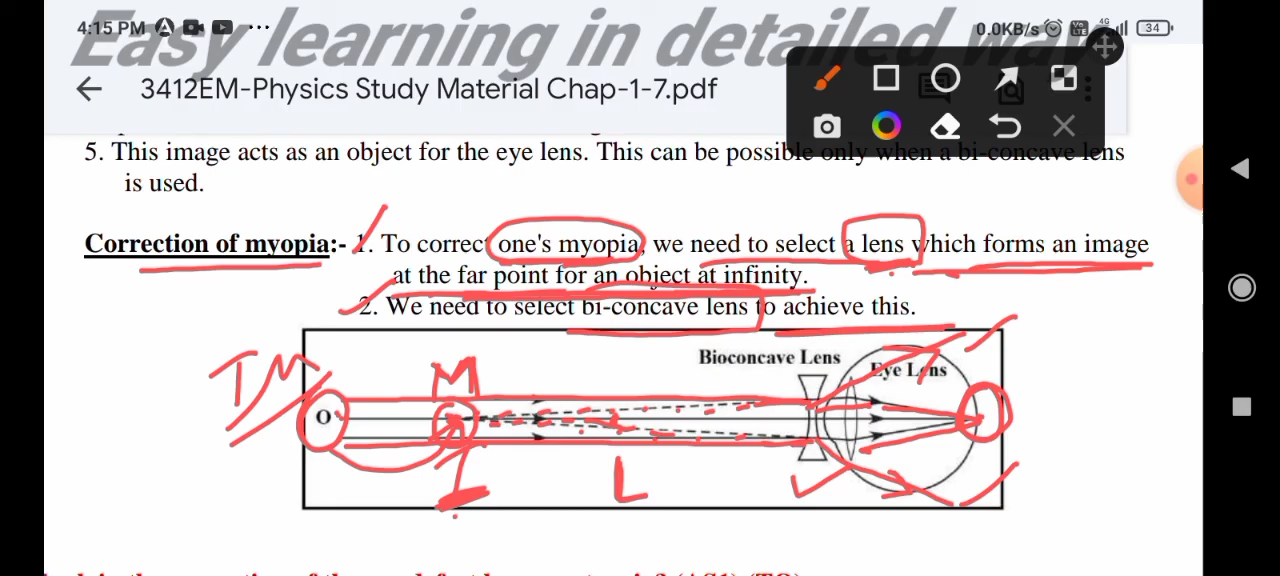 4:15 PM
0.0KB/s
4G
34
Easy learning in detailed way
3412EM-Physics Study Material Chap-1-7.pdf
5. This image acts as an object for the eye lens. This can be possible only when a bi-concave lens
is used.
Correction of myopia:- 1. To correct one's myopia, we need to select a lens which forms an image
at the far point for an object at infinity.
2. We need to select bi-concave lens to achieve this.
Bioconcave Lens
Eye Lens
M
O
I
L